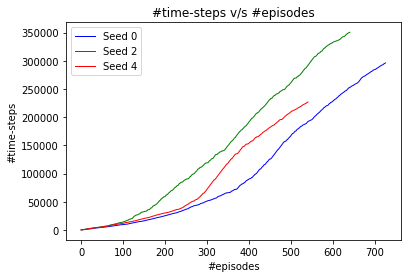 #time-steps v/s #episodes
350000
300000
250000
200000
150000
100000
50000
0
#time-steps
Seed 0
Seed 2
Seed 4
0 100 200 300 400 500 600 700
#episodes